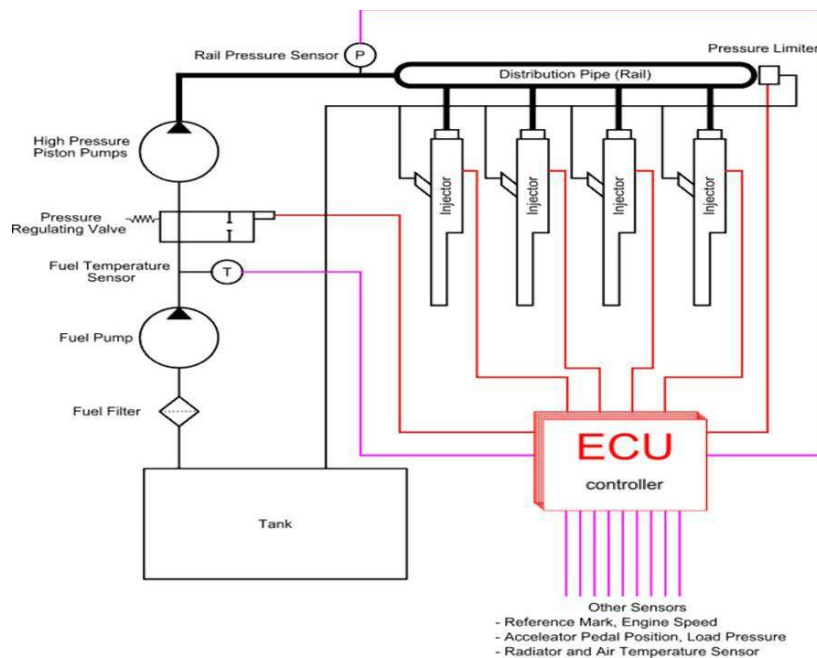 Rail Pressure Sensor
P
Pressure Limiter
Distribution Pipe (Rail)
High Pressure
Piston Pumps
Injector
Injector
Injector
Injector
Pressure
Regulating Valve
Fuel Temperature
Sensor
T
Fuel Pump
Fuel Filter
ECU
controller
Tank
Other Sensors
- Reference Mark, Engine Speed
- Accelerator Pedal Position, Load Pressure
- Radiator and Air Temperature Sensor